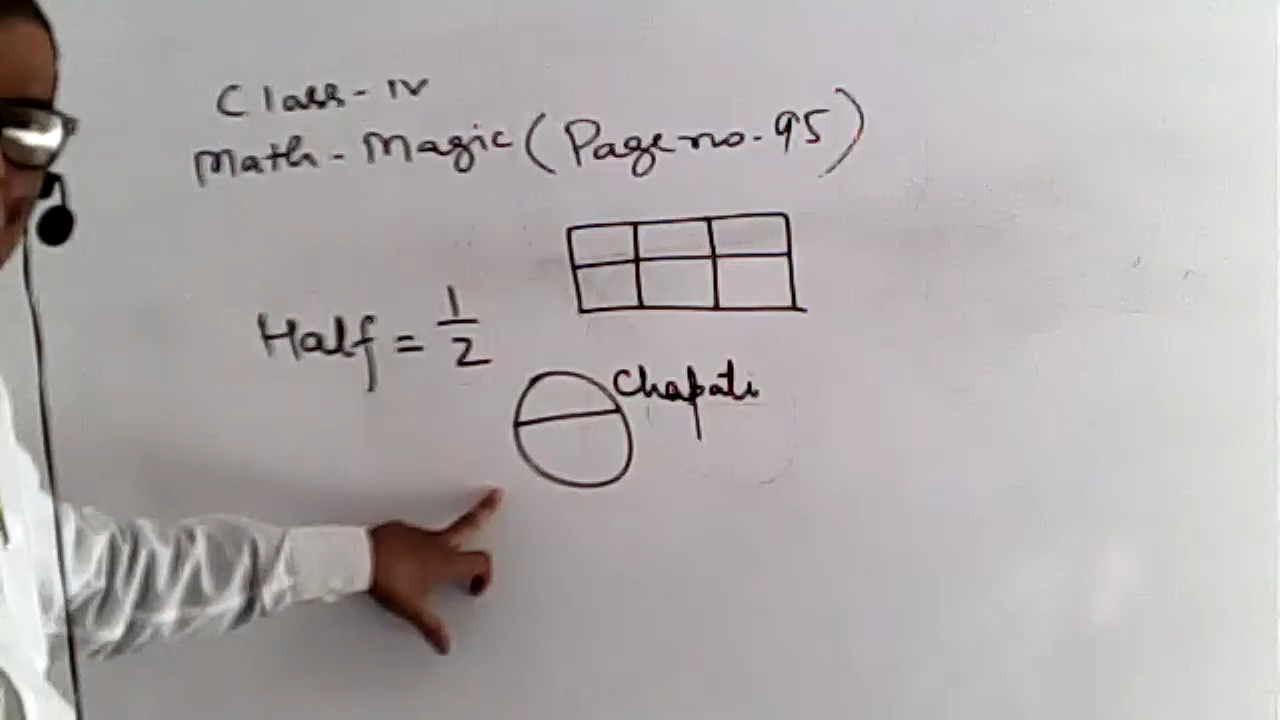 Class-IV
Math-Magic (Page no.95)
Half = 1/2
Chapati